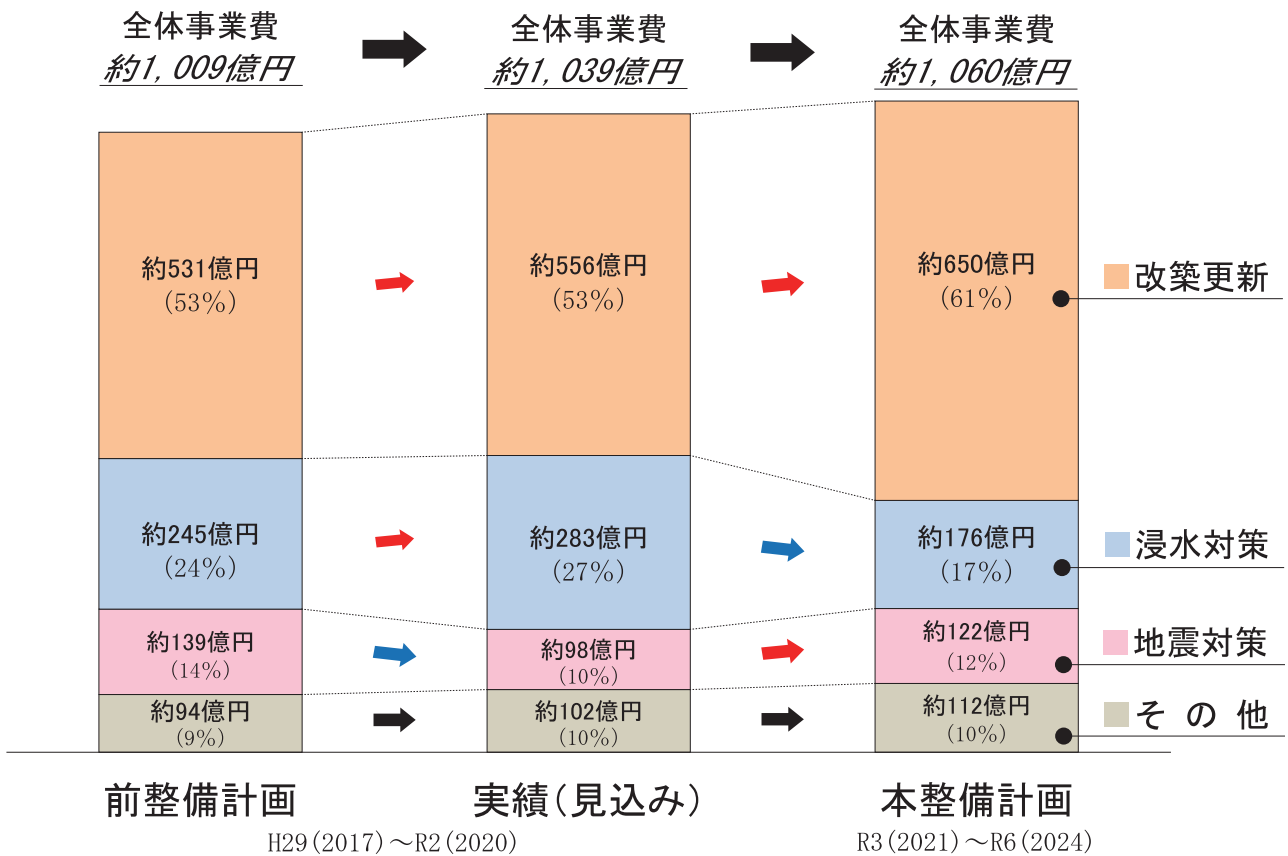 全体事業費
約1,009億円
全体事業費
約1,039億円
全体事業費
約1,060億円
約531億円
(53%)
約556億円
(53%)
約650億円
(61%)
改築更新
約245億円
(24%)
約283億円
(27%)
約176億円
(17%)
浸水対策
約139億円
(14%)
約98億円
(10%)
約122億円
(12%)
地震対策
約94億円
(9%)
約102億円
(10%)
約112億円
(10%)
その他
前整備計画
実績(見込み)
本整備計画
H29(2017)～R2(2020)
R3(2021)～R6(2024)